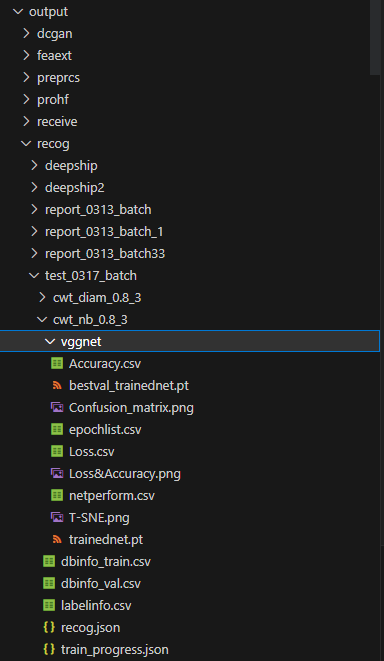 output
dcgan
feaext
preprcs
prohf
receive
recog
deepship
deepship2
report_0313_batch
report_0313_batch_1
report_0313_batch33
test_0317_batch
cwt_diam_0.8_3
cwt_nb_0.8_3
vggnet
Accuracy.csv
bestval_trainednet.pt
Confusion_matrix.png
epochlist.csv
Loss.csv
Loss&Accuracy.png
netperform.csv
T-SNE.png
trainednet.pt
dbinfo_train.csv
dbinfo_val.csv
labelinfo.csv
recog.json
train_progress.json